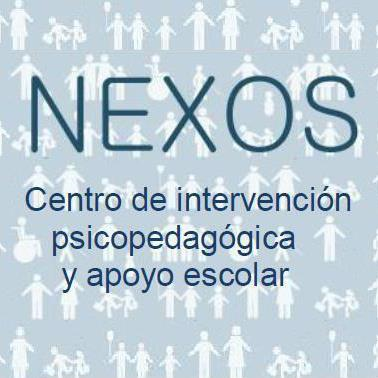 NEXOS
Centro de intervención
psicopedagógica
y apoyo escolar